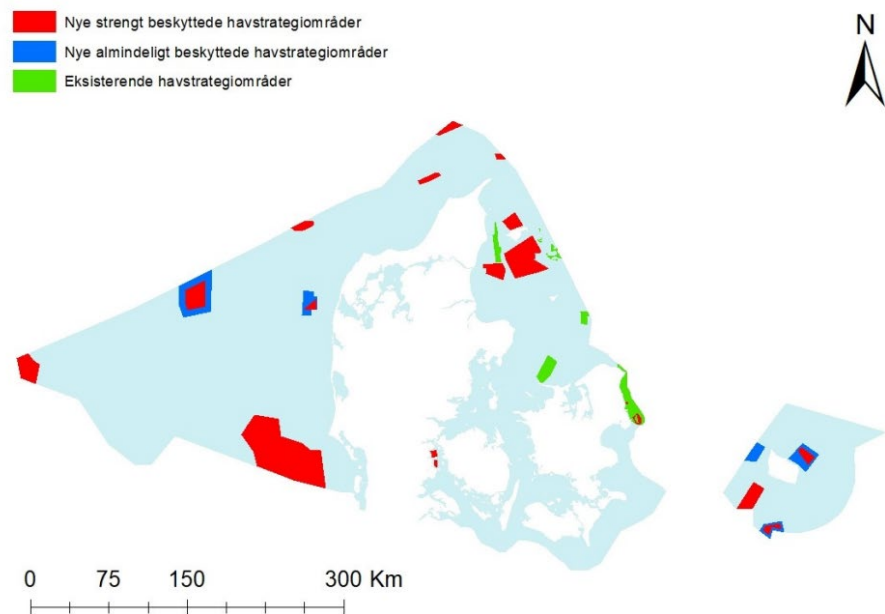 Nye strengt beskyttede havstrategiområder
Nye almindeligt beskyttede havstrategiområder
Eksisterende havstrategiområder
N
0 75 150 300 Km